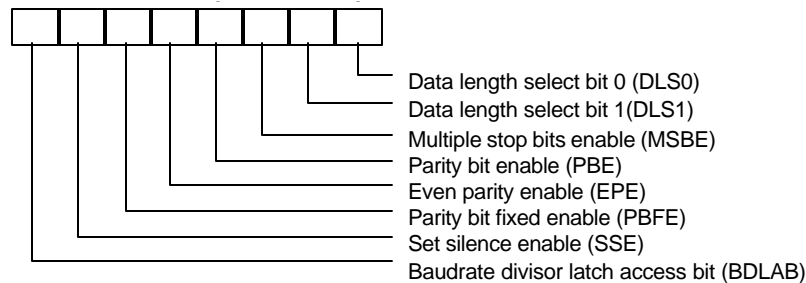 Data length select bit 0 (DLS0)
Data length select bit 1(DLS1)
Multiple stop bits enable (MSBE)
Parity bit enable (PBE)
Even parity enable (EPE)
Parity bit fixed enable (PBFE)
Set silence enable (SSE)
Baudrate divisor latch access bit (BDLAB)